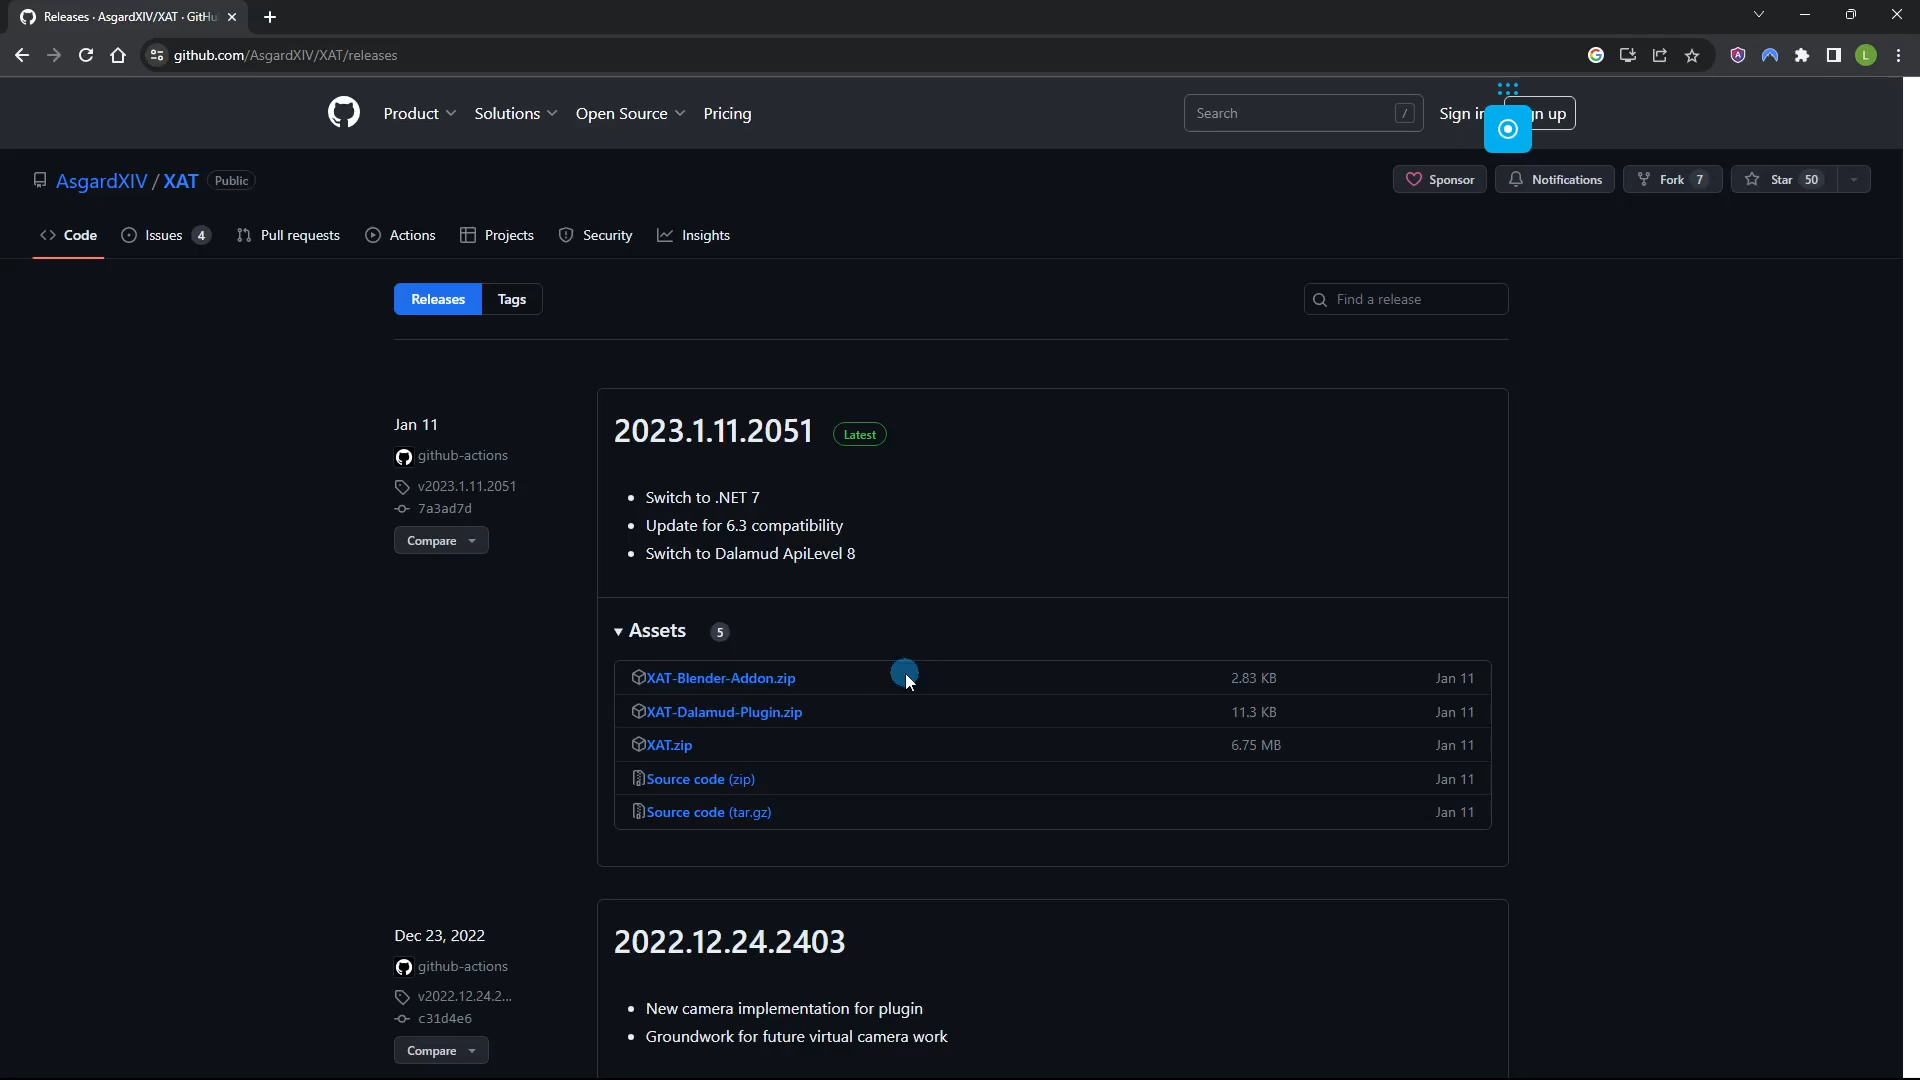 Releases · AsgardXIV/XAT · GitHu
github.com/AsgardXIV/XAT/releases
L
Product
Solutions
Open Source
Pricing
Search
/
Sign in
AsgardXIV / XAT
Public
Sponsor
Notifications
Fork 7
Star 50
Code
Issues 4
Pull requests
Actions
Projects
Security
Insights
Releases
Tags
Find a release
Jan 11
github-actions
v2023.1.11.2051
7a3ad7d
Compare
2023.1.11.2051
Latest
Switch to .NET 7
Update for 6.3 compatibility
Switch to Dalamud ApiLevel 8
Assets 5
XAT-Blender-Addon.zip 2.83 KB Jan 11
XAT-Dalamud-Plugin.zip 11.3 KB Jan 11
XAT.zip 6.75 MB Jan 11
Source code (zip) Jan 11
Source code (tar.gz) Jan 11
Dec 23, 2022
github-actions
v2022.12.24.2...
c31d4e6
Compare
2022.12.24.2403
New camera implementation for plugin
Groundwork for future virtual camera work